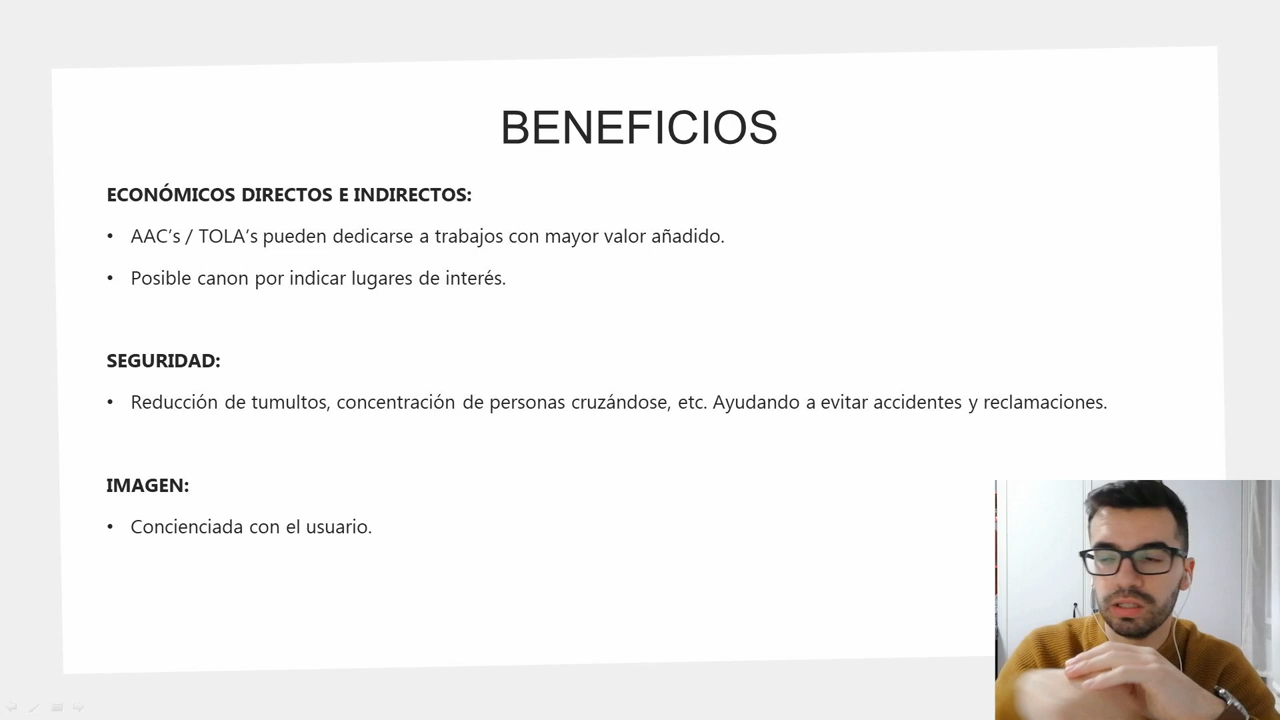 BENEFICIOS
ECONÓMICOS DIRECTOS E INDIRECTOS:
• AAC's / TOLA's pueden dedicarse a trabajos con mayor valor añadido.
• Posible canon por indicar lugares de interés.
SEGURIDAD:
• Reducción de tumultos, concentración de personas cruzándose, etc. Ayudando a evitar accidentes y reclamaciones.
IMAGEN:
• Concienciada con el usuario.